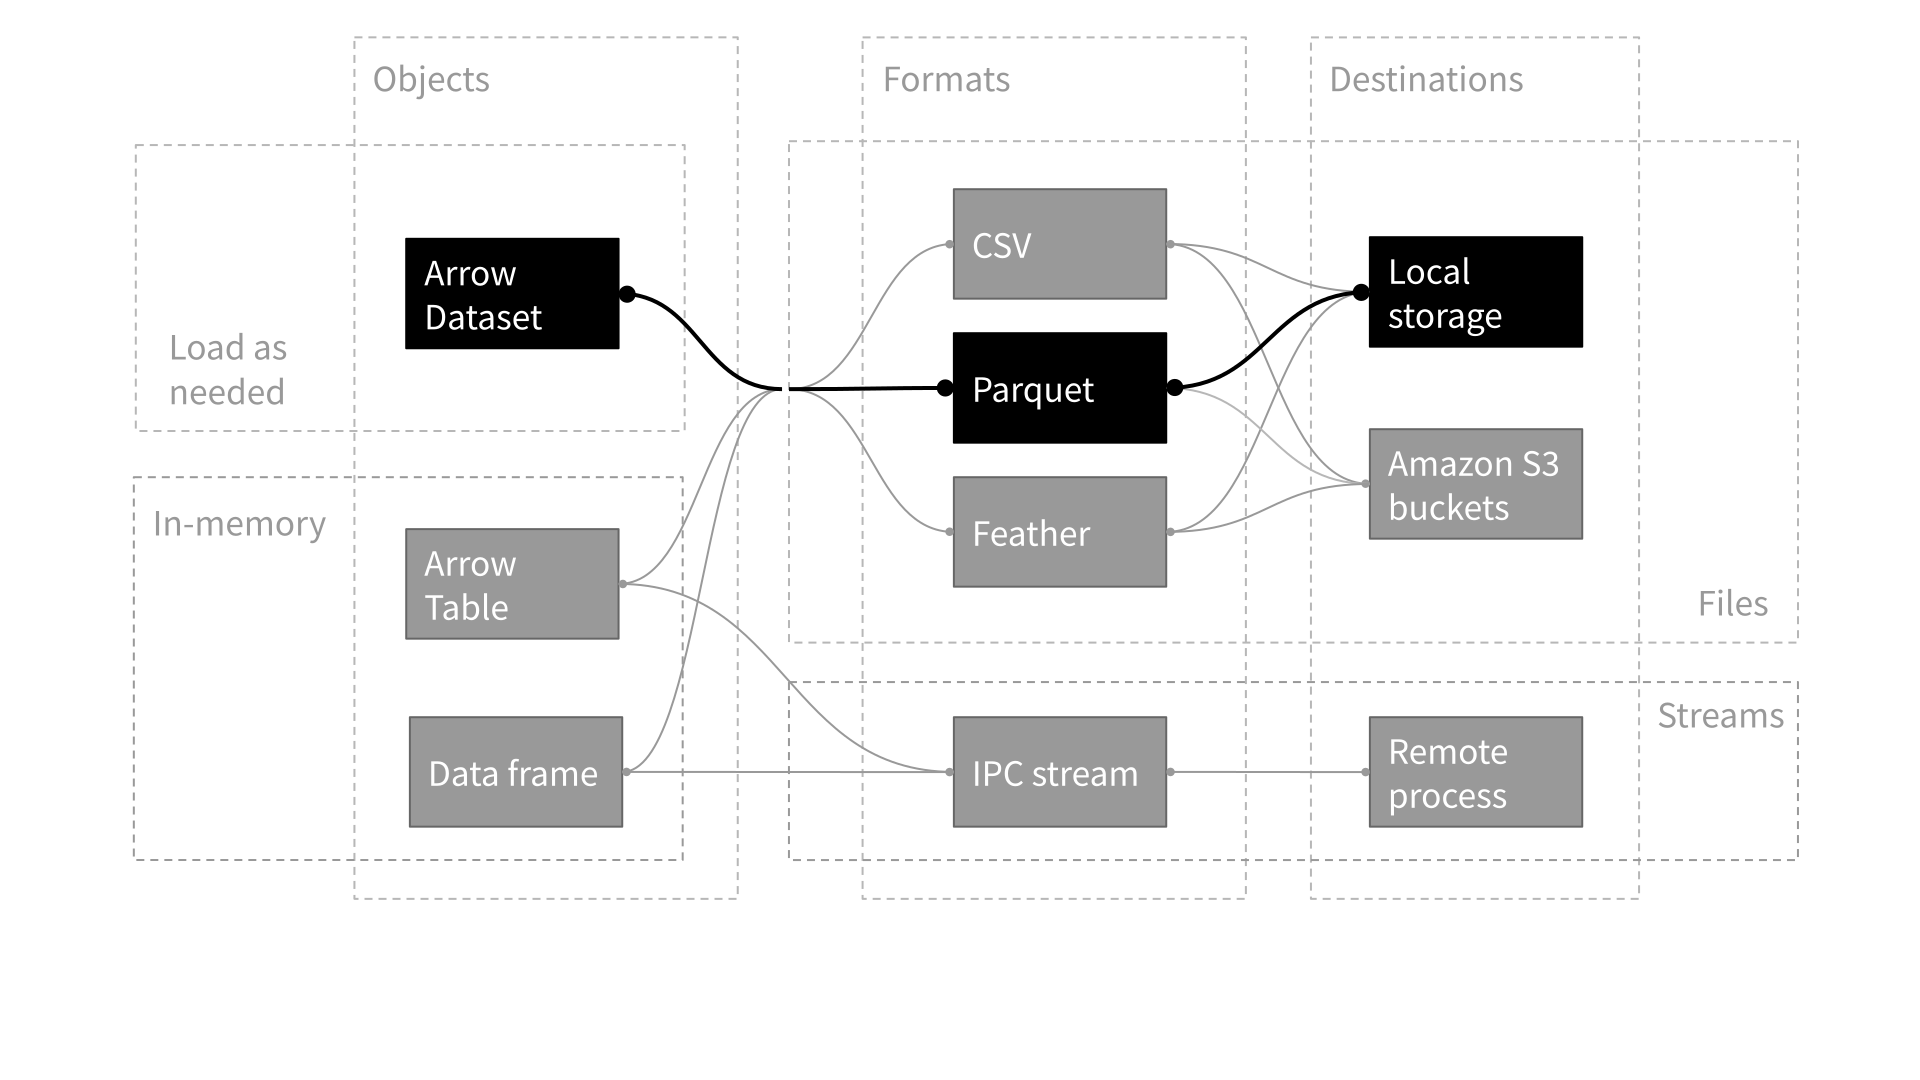 Objects
Formats
Destinations
Load as
needed
Arrow
Dataset
CSV
Parquet
Feather
Local
storage
Amazon S3
buckets
Files
In-memory
Arrow
Table
Data frame
IPC stream
Remote
process
Streams